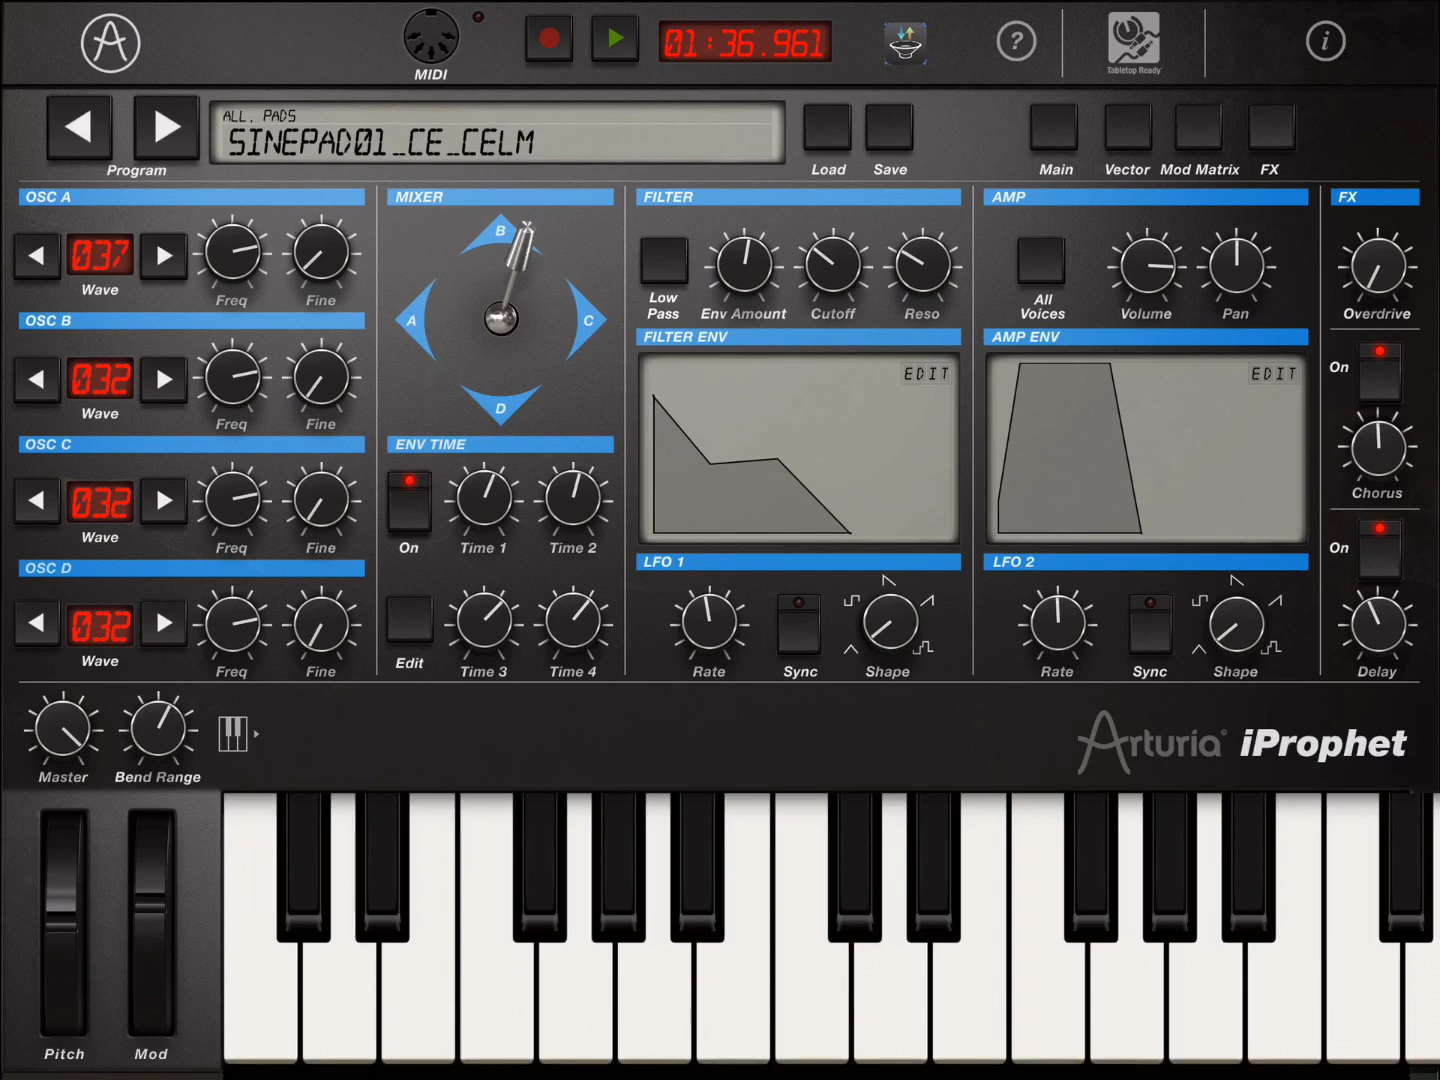 MIDI
01:36.961
?
Tabletop Ready
i
ALL. PADS
SINEPAD01_CE_CELM
Program
Load
Save
Main
Vector
Mod Matrix
FX
OSC A
037
Wave
Freq
Fine
OSC B
032
Wave
Freq
Fine
OSC C
032
Wave
Freq
Fine
OSC D
032
Wave
Freq
Fine
MIXER
B
A
C
D
ENV TIME
On
Time 1
Time 2
Edit
Time 3
Time 4
FILTER
Low
Pass
Env Amount
Cutoff
Reso
FILTER ENV
EDIT
LFO 1
Rate
Sync
Shape
AMP
All
Voices
Volume
Pan
AMP ENV
EDIT
LFO 2
Rate
Sync
Shape
FX
Overdrive
On
Chorus
On
Delay
Master
Bend Range
Arturia© iProphet
Pitch
Mod